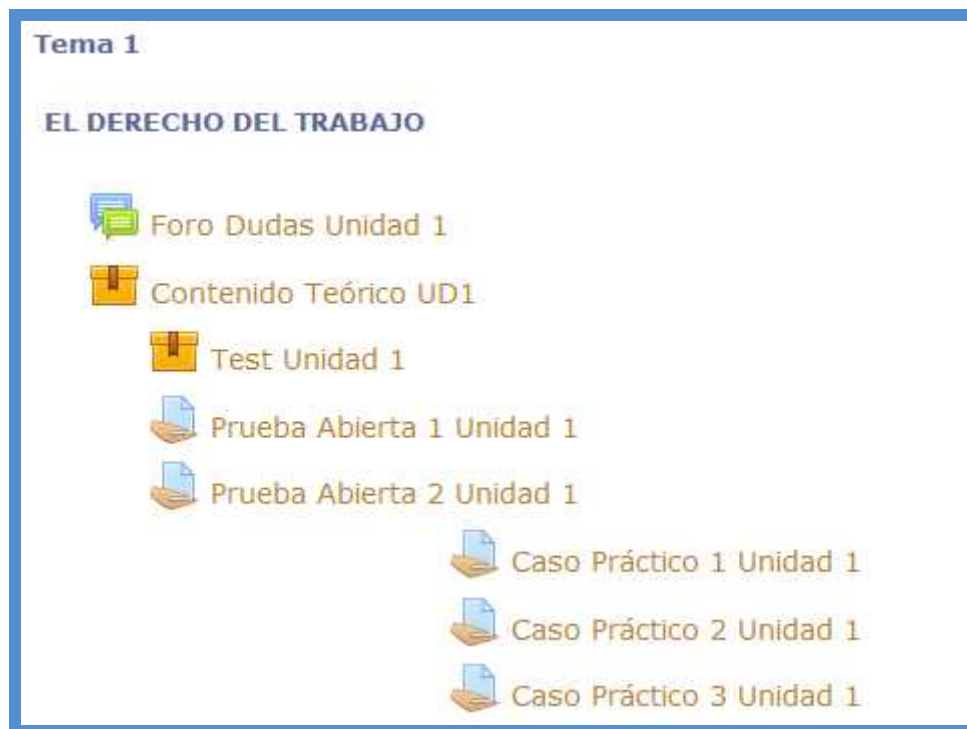 Tema 1
EL DERECHO DEL TRABAJO
Foro Dudas Unidad 1
Contenido Teórico UD1
Test Unidad 1
Prueba Abierta 1 Unidad 1
Prueba Abierta 2 Unidad 1
Caso Práctico 1 Unidad 1
Caso Práctico 2 Unidad 1
Caso Práctico 3 Unidad 1